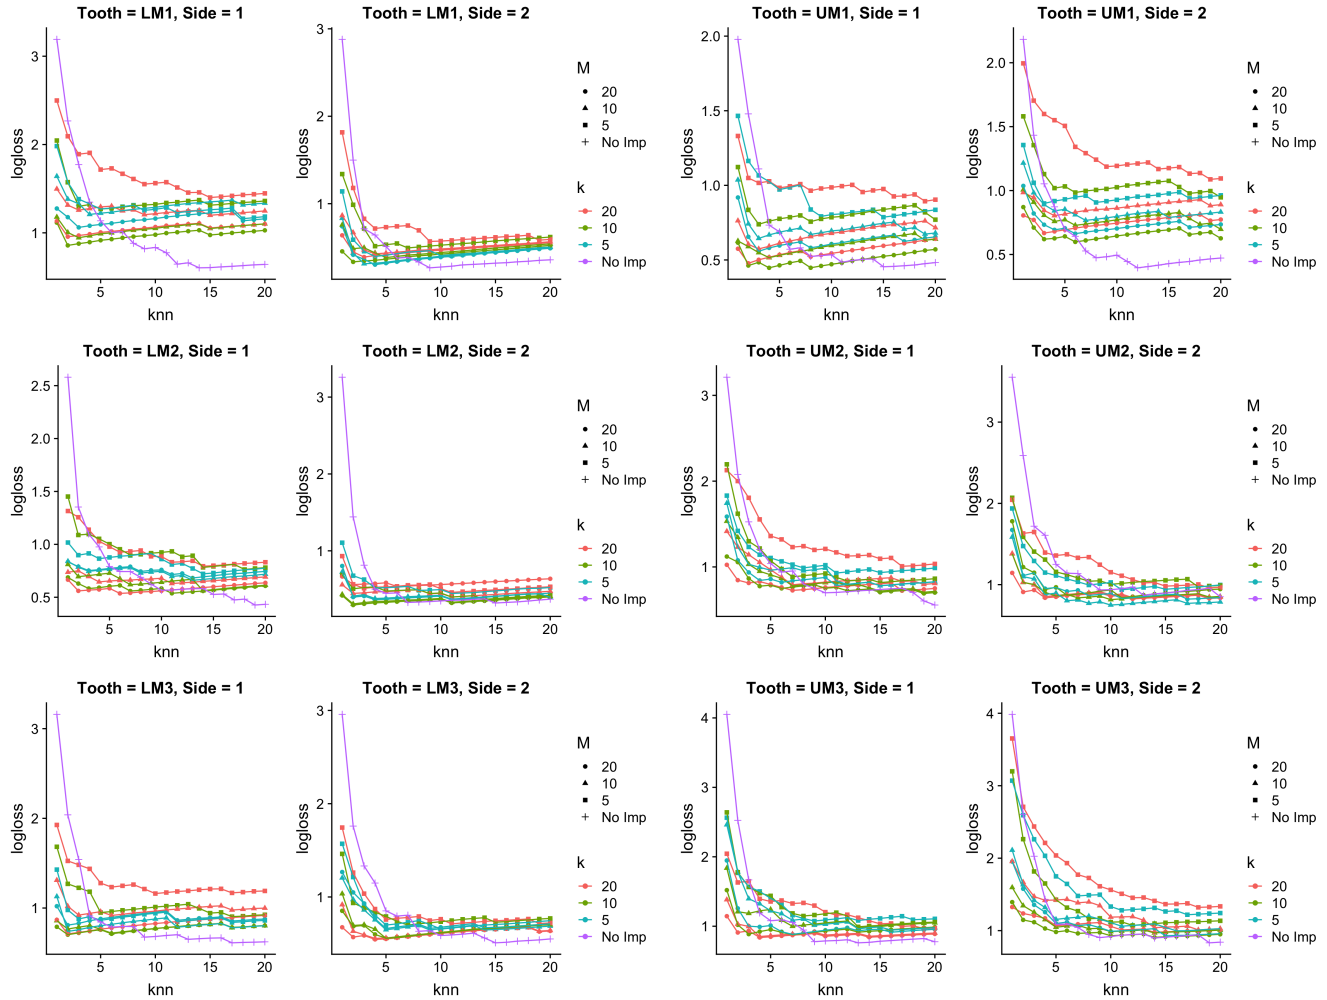 Tooth = LM1, Side = 1
Tooth = LM1, Side = 2
Tooth = UM1, Side = 1
Tooth = UM1, Side = 2
logloss
3
2
1
5 10 15 20
knn
logloss
3
2
1
5 10 15 20
knn
M
20
10
5
No Imp
k
20
10
5
No Imp
logloss
2.0
1.5
1.0
0.5
5 10 15 20
knn
logloss
2.0
1.5
1.0
0.5
5 10 15 20
knn
M
20
10
5
No Imp
k
20
10
5
No Imp
Tooth = LM2, Side = 1
Tooth = LM2, Side = 2
Tooth = UM2, Side = 1
Tooth = UM2, Side = 2
logloss
2.5
2.0
1.5
1.0
0.5
5 10 15 20
knn
logloss
3
2
1
5 10 15 20
knn
M
20
10
5
No Imp
k
20
10
5
No Imp
logloss
3
2
1
5 10 15 20
knn
logloss
3
2
1
5 10 15 20
knn
M
20
10
5
No Imp
k
20
10
5
No Imp
Tooth = LM3, Side = 1
Tooth = LM3, Side = 2
Tooth = UM3, Side = 1
Tooth = UM3, Side = 2
logloss
3
2
1
5 10 15 20
knn
logloss
3
2
1
5 10 15 20
knn
M
20
10
5
No Imp
k
20
10
5
No Imp
logloss
4
3
2
1
5 10 15 20
knn
logloss
4
3
2
1
5 10 15 20
knn
M
20
10
5
No Imp
k
20
10
5
No Imp